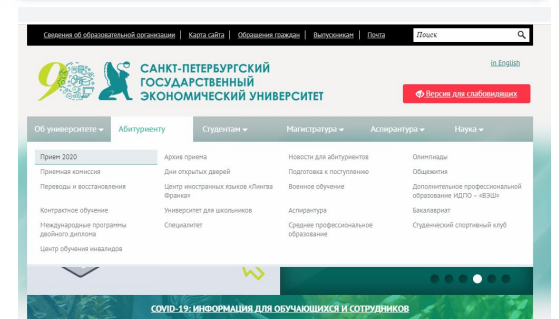 Сведения об образовательной организации | Карта сайта | Обращения граждан | Выпускникам | Почта
Поиск
in English
90
САНКТ-ПЕТЕРБУРГСКИЙ
ГОСУДАРСТВЕННЫЙ
ЭКОНОМИЧЕСКИЙ УНИВЕРСИТЕТ
Версия для слабовидящих
Об университете Абитуриенту Студентам Магистратура Аспирантура Наука
Прием 2020 Архив приема Новости для абитуриентов Олимпиады
Приемная комиссия Дни открытых дверей Подготовка к поступлению Общежития
Переводы и восстановления Центр иностранных языков «Лингва Военное обучение Дополнительное профессиональной
Франка» образование ИДПО – «ВЭШ»
Контрактное обучение Университет для школьников Аспирантура Бакалавриат
Международные программы Специалитет Среднее профессиональное Студенческий спортивный клуб
двойного диплома образование
Центр обучения инвалидов
COVID-19: ИНФОРМАЦИЯ ДЛЯ ОБУЧАЮЩИХСЯ И СОТРУДНИКОВ